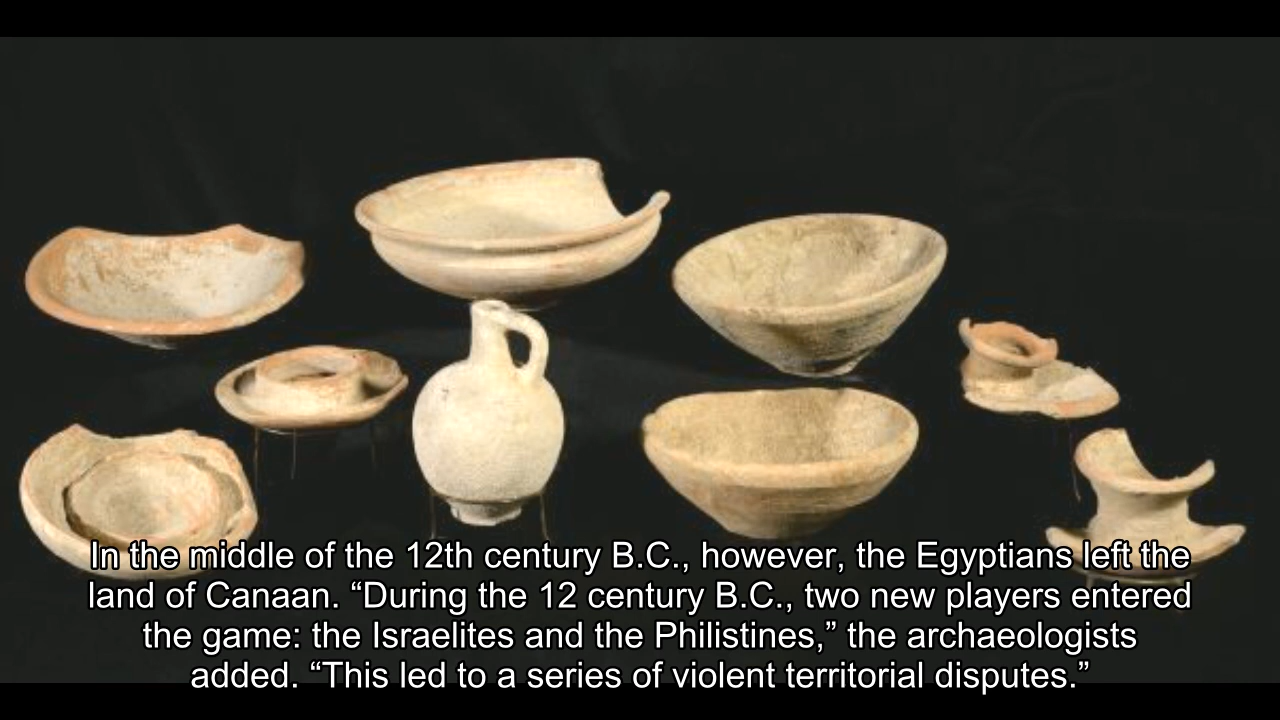 In the middle of the 12th century B.C., however, the Egyptians left the
land of Canaan. “During the 12 century B.C., two new players entered
the game: the Israelites and the Philistines,” the archaeologists
added. “This led to a series of violent territorial disputes.”